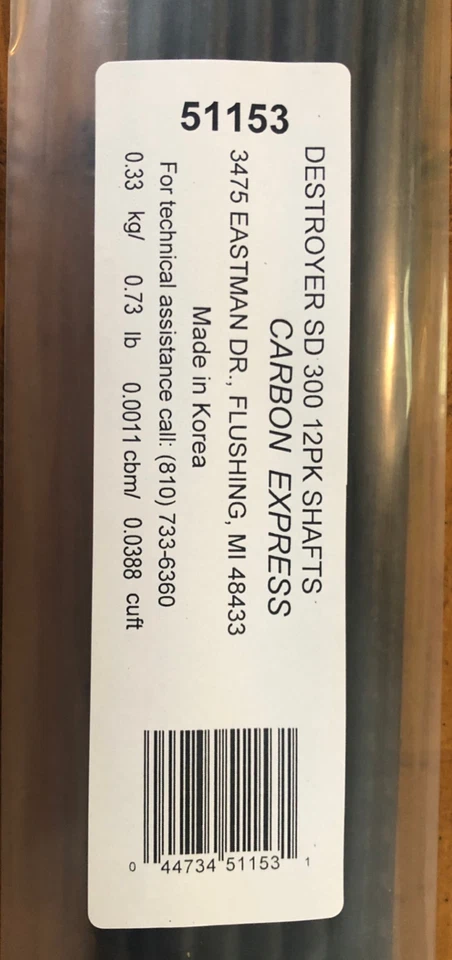 51153
DESTROYER SD 300 12PK SHAFTS
CARBON EXPRESS
3475 EASTMAN DR., FLUSHING, MI 48433
Made in Korea
For technical assistance call: (810) 733-6360
0.33 kg/ 0.73 lb 0.0011 cbm/ 0.0388 cuft
0 44734 51153 1